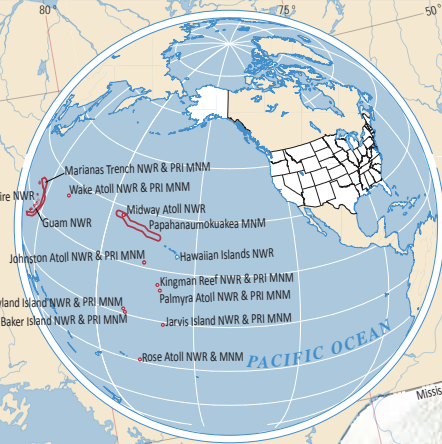 80°
75°
50°
Marianas Trench NWR & PRI MNM
NWR
Wake Atoll NWR & PRI MNM
Midway Atoll NWR
Guam NWR
Papahanaumokuakea MNM
Johnston Atoll NWR & PRI MNM
Hawaiian Islands NWR
Kingman Reef NWR & PRI MNM
Palmyra Atoll NWR & PRI MNM
Island NWR & PRI MNM
Baker Island NWR & PRI MNM
Jarvis Island NWR & PRI MNM
Rose Atoll NWR & MNM
PACIFIC OCEAN